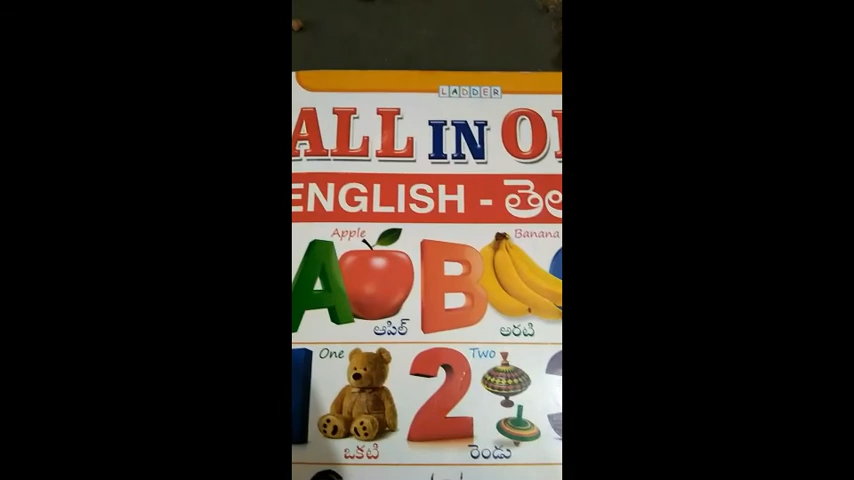 LADDER
ALL IN
ENGLISH -
Apple Banana
A B
ఆపిల్ అరటి
One Two
2
ఒకటి రెండు